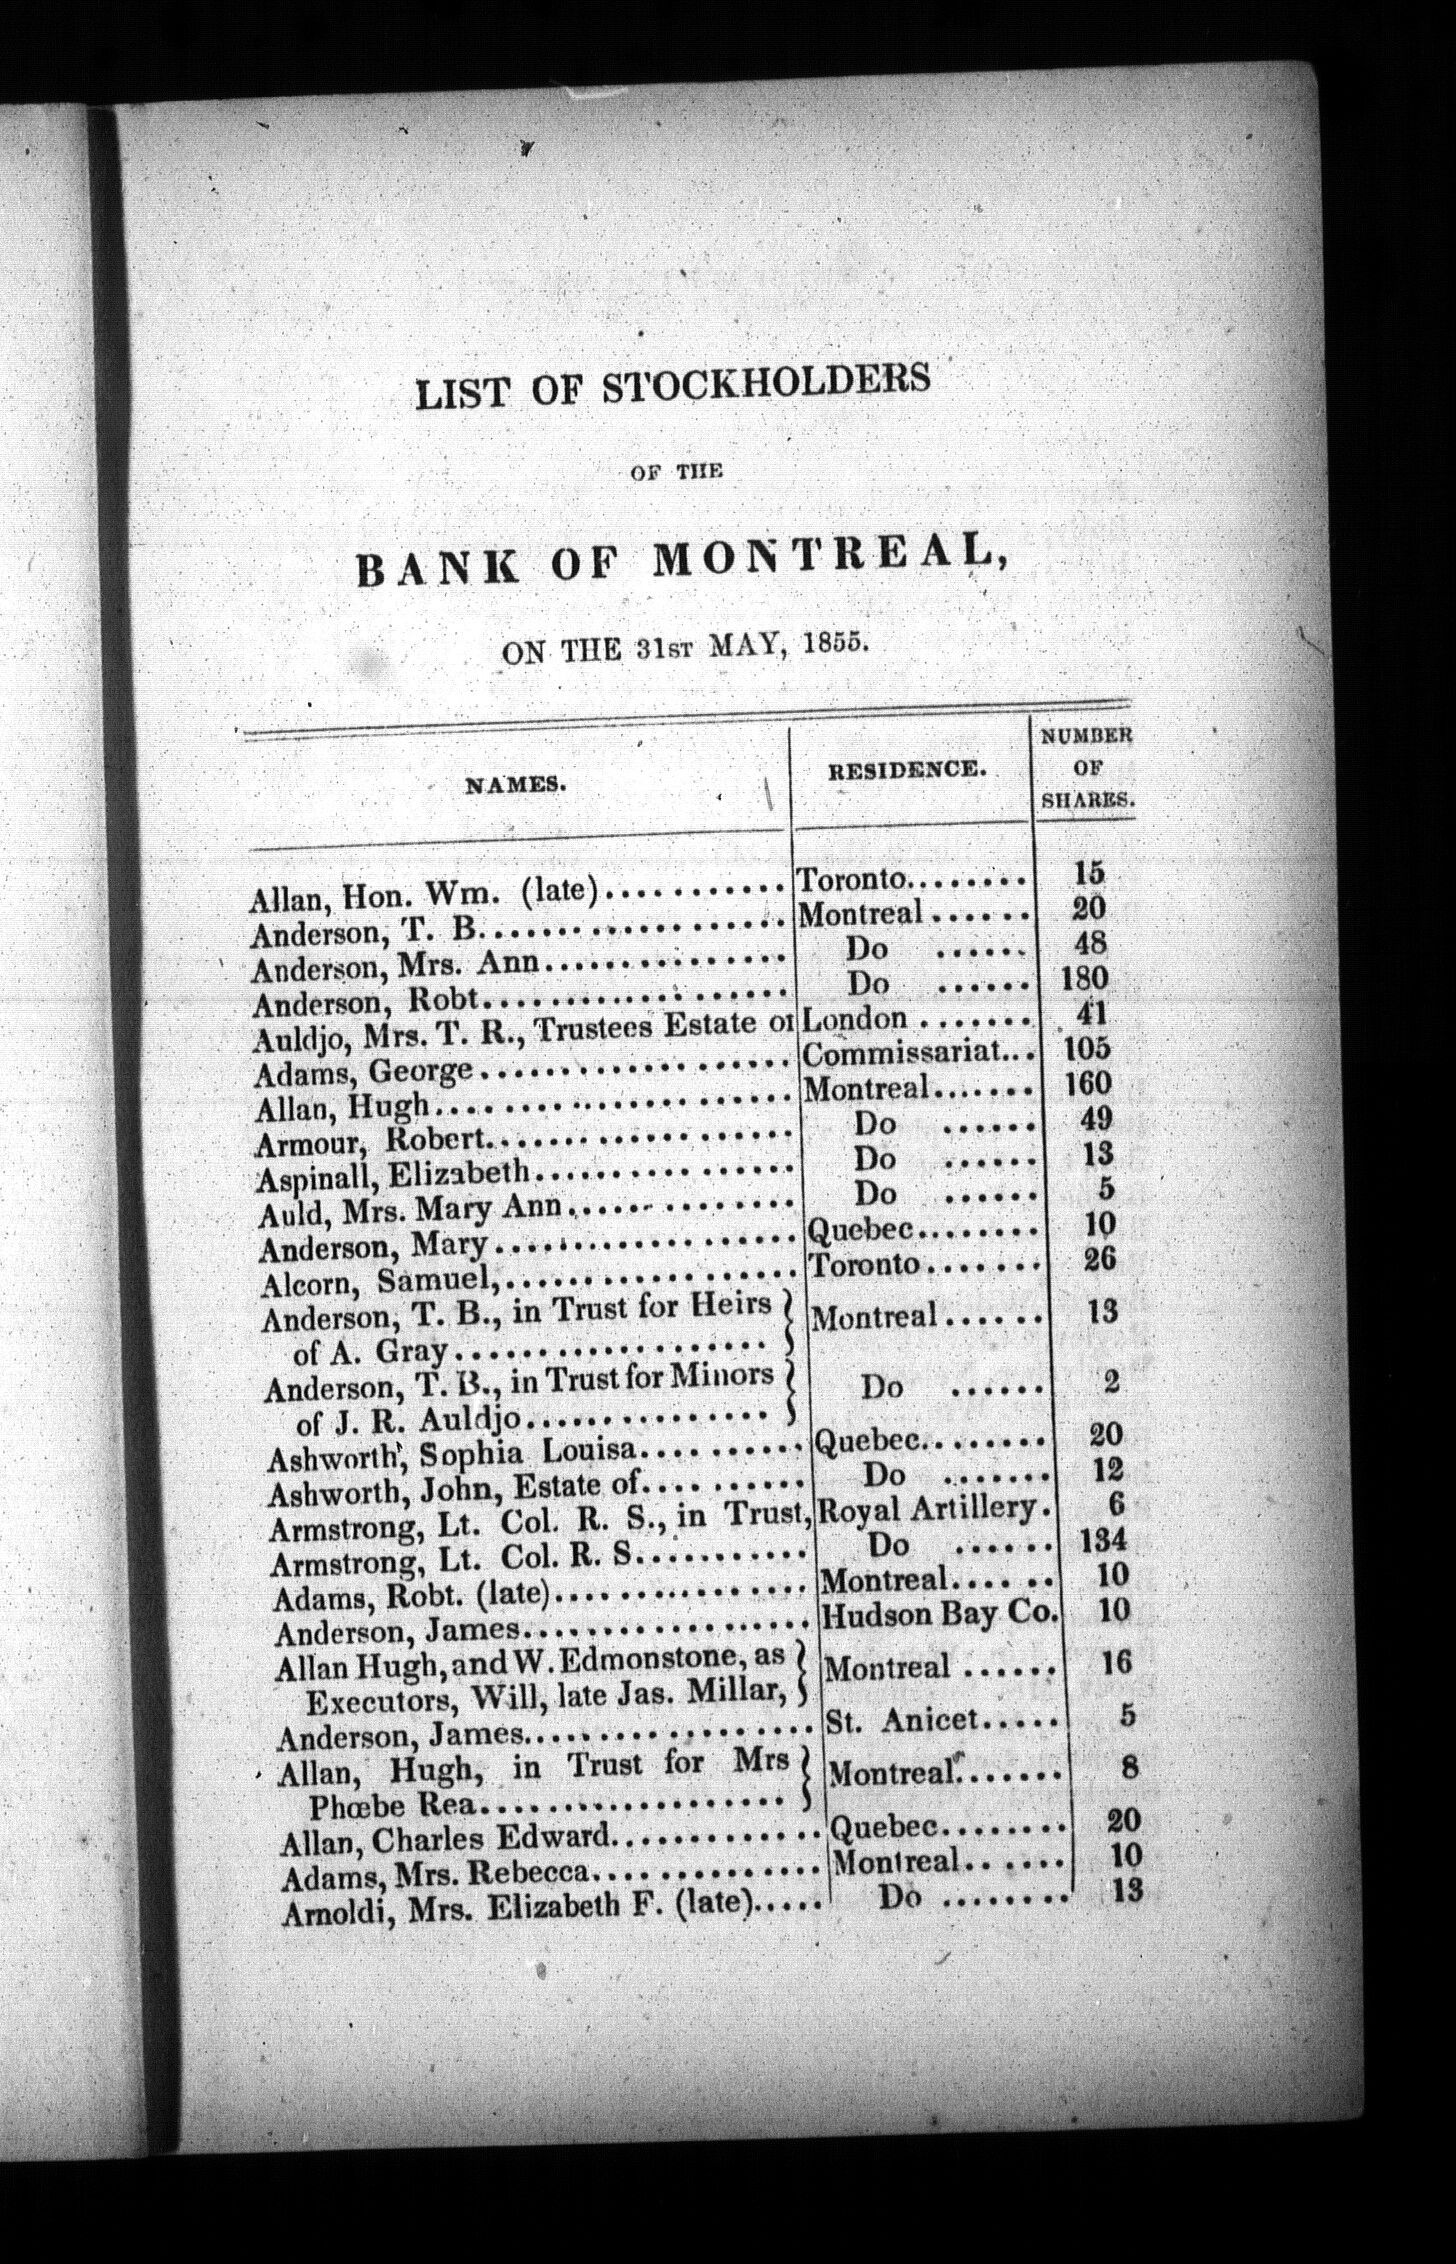 LIST OF STOCKHOLDERS
OF THE
BANK OF MONTREAL,
ON THE 31ST MAY, 1855.
NAMES. RESIDENCE. NUMBER OF SHARES.
Allan, Hon. Wm. (late)............ Toronto........ 15
Anderson, T. B.................... Montreal...... 20
Anderson, Mrs. Ann................ Do ...... 48
Anderson, Robt.................... Do ...... 180
Auldjo, Mrs. T. R., Trustees Estate of London ....... 41
Adams, George..................... Commissariat... 105
Allan, Hugh....................... Montreal....... 160
Armour, Robert.................... Do ...... 49
Aspinall, Elizabeth................ Do ...... 13
Auld, Mrs. Mary Ann............... Do ...... 5
Anderson, Mary.................... Quebec........ 10
Alcorn, Samuel,................... Toronto....... 26
Anderson, T. B., in Trust for Heirs } Montreal...... 13
of A. Gray................... }
Anderson, T. B., in Trust for Minors } Do ...... 2
of J. R. Auldjo............... }
Ashworth, Sophia Louisa........... Quebec........ 20
Ashworth, John, Estate of.......... Do ....... 12
Armstrong, Lt. Col. R. S., in Trust, Royal Artillery. 6
Armstrong, Lt. Col. R. S........... Do ...... 134
Adams, Robt. (late)................ Montreal...... 10
Anderson, James................... Hudson Bay Co. 10
Allan Hugh, and W. Edmonstone, as } Montreal ...... 16
Executors, Will, late Jas. Millar, }
Anderson, James................... St. Anicet..... 5
Allan, Hugh, in Trust for Mrs } Montreal....... 8
Phœbe Rea................... }
Allan, Charles Edward............. Quebec........ 20
Adams, Mrs. Rebecca............... Montreal...... 10
Arnoldi, Mrs. Elizabeth F. (late)..... Do ........ 13